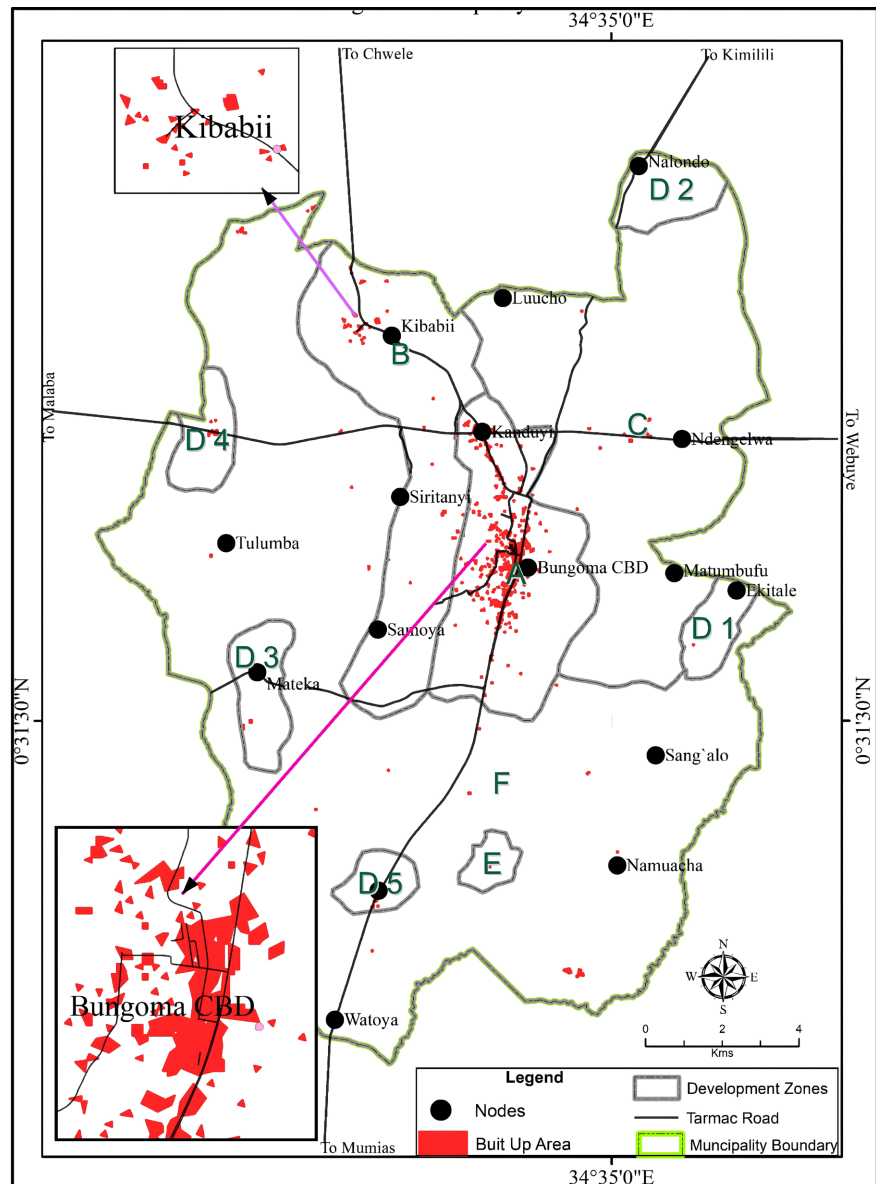 34°35'0"E
To Chwele
To Kimilili
Kibabii
Nalondo
D 2
Luucho
Kibabii
B
To Malaba
To Webuye
D 4
Kanduyi
C
Ndengelwa
Siritanyi
Tulumba
A
Bungoma CBD
Matumbufu
Ekitale
D 1
Samoya
D 3
Mateka
0°31'30"N
0°31'30"N
Sang`alo
F
E
Namuacha
D 5
Bungoma CBD
Watoya
N
W
E
S
0 2 4
Kms
To Mumias
Legend
Nodes
Buit Up Area
Development Zones
Tarmac Road
Muncipality Boundary
34°35'0"E